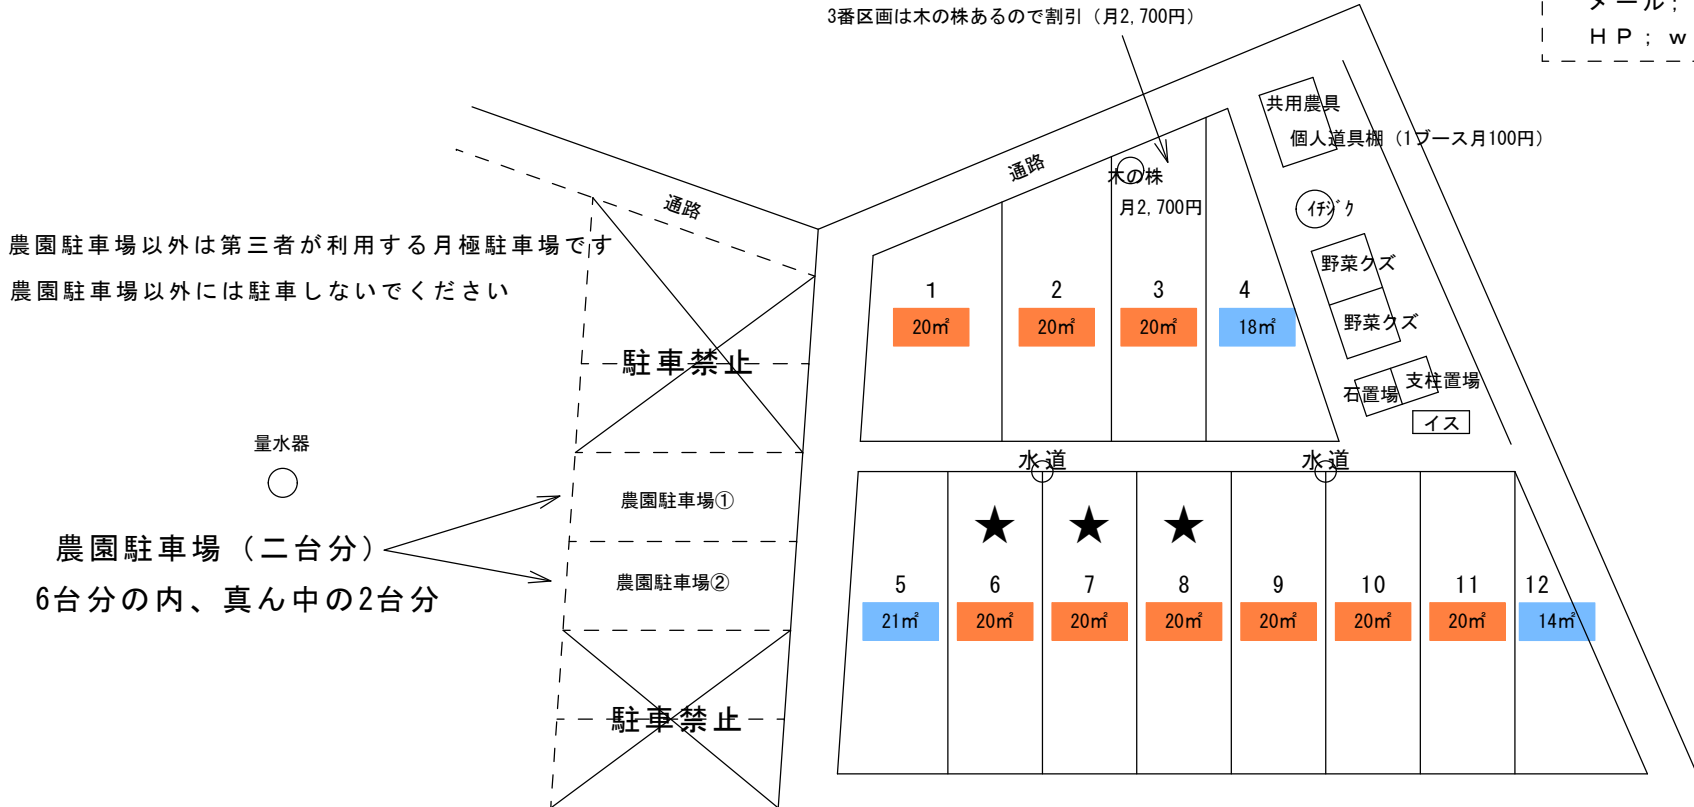 3番区画は木の株あるので割引（月2,700円）
メール；
ＨＰ；ｗ
共用農具
個人道具棚（1ブース月100円）
通路
木の株
月2,700円
イチジク
通路
農園駐車場以外は第三者が利用する月極駐車場です
農園駐車場以外には駐車しないでください
野菜クズ
野菜クズ
1
2
3
4
20㎡
20㎡
20㎡
18㎡
駐車禁止
石置場
支柱置場
イス
量水器
水道
水道
農園駐車場①
農園駐車場（二台分）
6台分の内、真ん中の2台分
農園駐車場②
★
★
★
5
6
7
8
9
10
11
12
21㎡
20㎡
20㎡
20㎡
20㎡
20㎡
20㎡
14㎡
駐車禁止